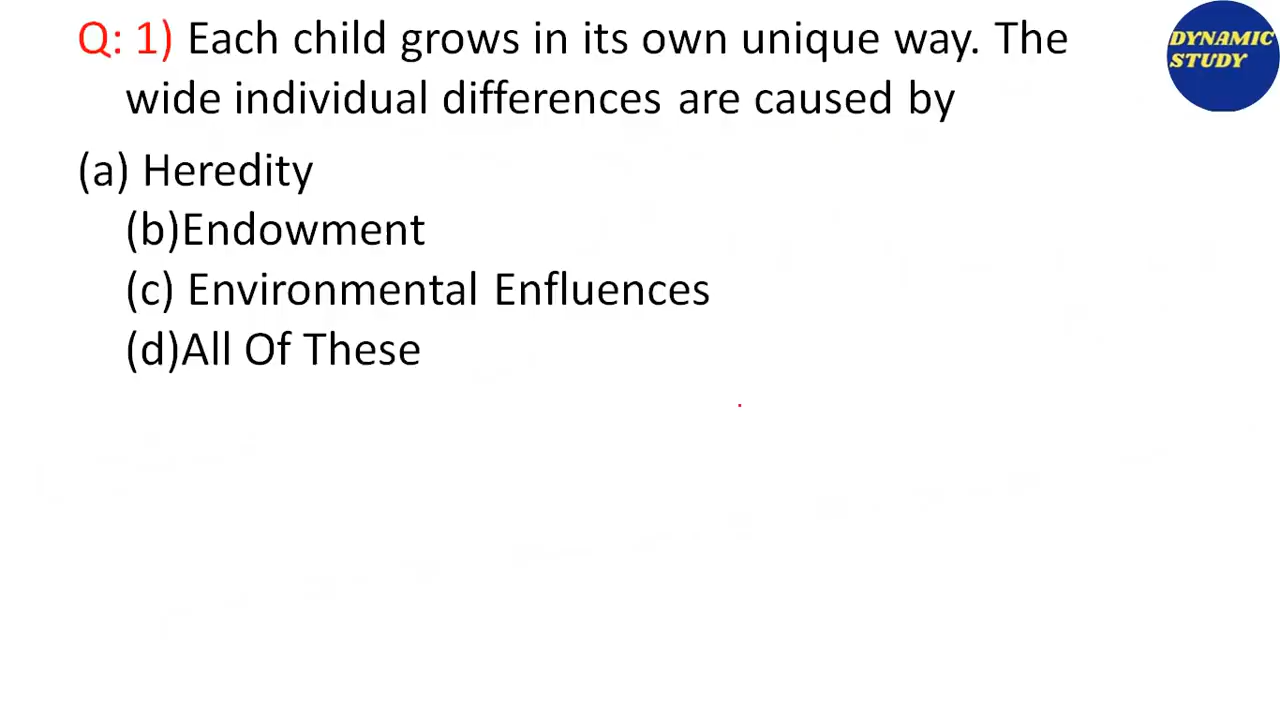 Q: 1) Each child grows in its own unique way. The
wide individual differences are caused by
(a) Heredity
(b)Endowment
(c) Environmental Enfluences
(d)All Of These
DYNAMIC
STUDY